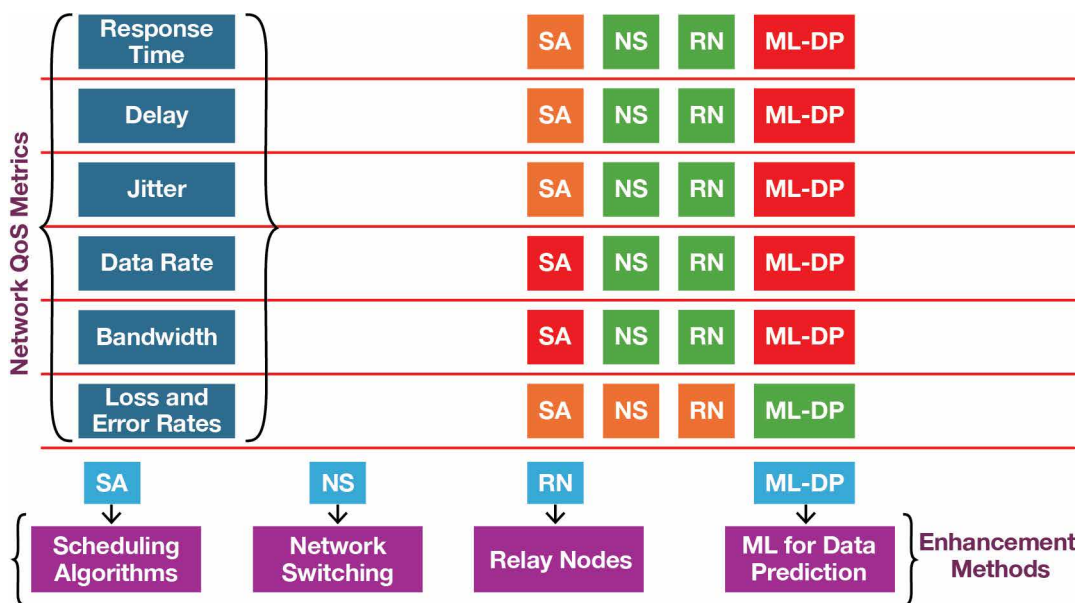 Network QoS Metrics
Response
Time
SA NS RN ML-DP
Delay
SA NS RN ML-DP
Jitter
SA NS RN ML-DP
Data Rate
SA NS RN ML-DP
Bandwidth
SA NS RN ML-DP
Loss and
Error Rates
SA NS RN ML-DP
SA NS RN ML-DP
Scheduling
Algorithms
Network
Switching
Relay Nodes
ML for Data
Prediction
Enhancement
Methods